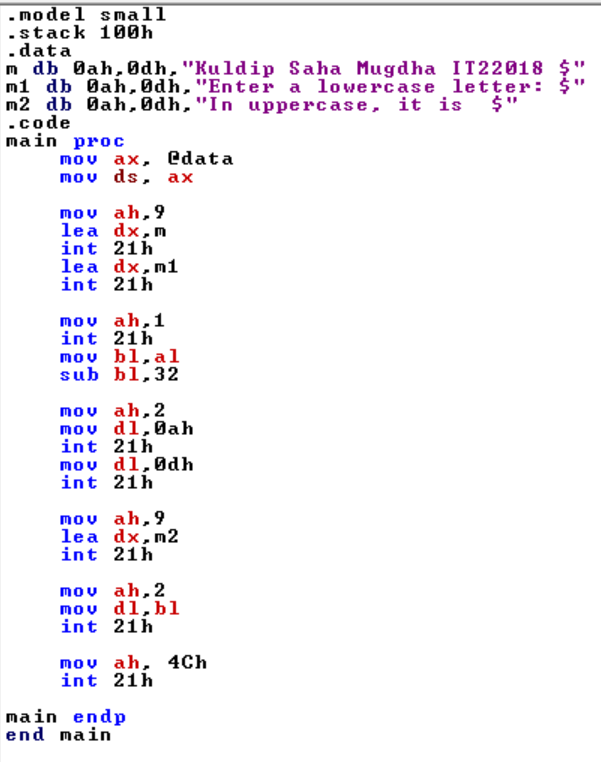 .model small
.stack 100h
.data
m db 0ah,0dh,"Kuldip Saha Mugdha IT22018 $"
m1 db 0ah,0dh,"Enter a lowercase letter: $"
m2 db 0ah,0dh,"In uppercase, it is  $"
.code
main proc
mov ax, @data
mov ds, ax
mov ah,9
lea dx,m
int 21h
lea dx,m1
int 21h
mov ah,1
int 21h
mov bl,al
sub bl,32
mov ah,2
mov dl,0ah
int 21h
mov dl,0dh
int 21h
mov ah,9
lea dx,m2
int 21h
mov ah,2
mov dl,bl
int 21h
mov ah, 4Ch
int 21h
main endp
end main